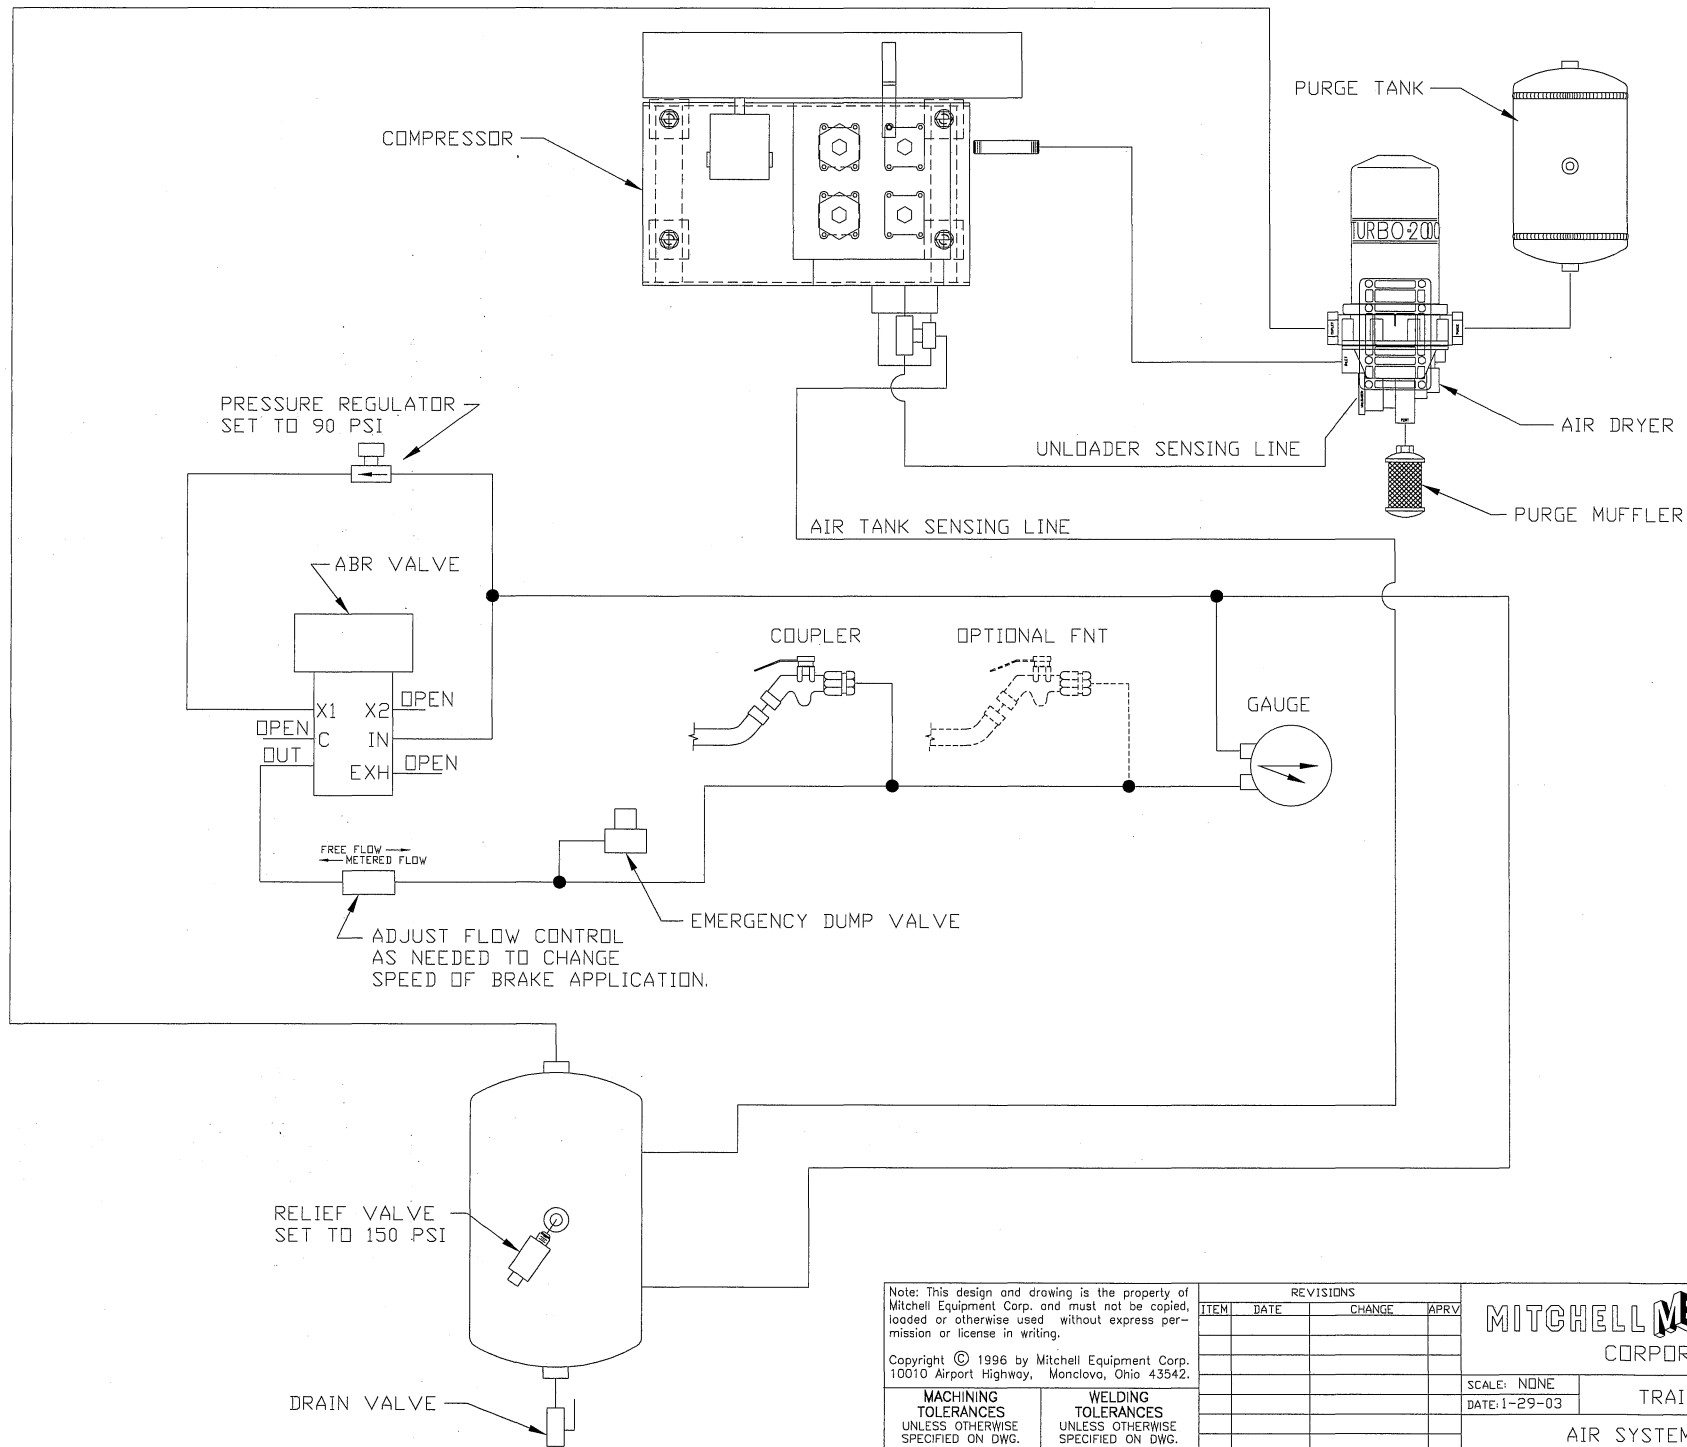 PURGE TANK
COMPRESSOR
TURBO-2000
PRESSURE REGULATOR
SET TO 90 PSI
AIR DRYER
UNLOADER SENSING LINE
PURGE MUFFLER
AIR TANK SENSING LINE
ABR VALVE
COUPLER
OPTIONAL FNT
X1
X2
OPEN
OPEN
C
IN
OUT
EXH
OPEN
GAUGE
FREE FLOW
METERED FLOW
EMERGENCY DUMP VALVE
ADJUST FLOW CONTROL
AS NEEDED TO CHANGE
SPEED OF BRAKE APPLICATION.
RELIEF VALVE
SET TO 150 PSI
DRAIN VALVE
Note: This design and drawing is the property of
Mitchell Equipment Corp. and must not be copied,
loaded or otherwise used without express per-
mission or license in writing.
Copyright © 1996 by Mitchell Equipment Corp.
10010 Airport Highway, Monclova, Ohio 43542.
MACHINING
TOLERANCES
UNLESS OTHERWISE
SPECIFIED ON DWG.
WELDING
TOLERANCES
UNLESS OTHERWISE
SPECIFIED ON DWG.
REVISIONS
ITEM DATE CHANGE APRV
MITCHELL
CORPOR
SCALE: NONE
DATE: 1-29-03
TRAI
AIR SYSTEM